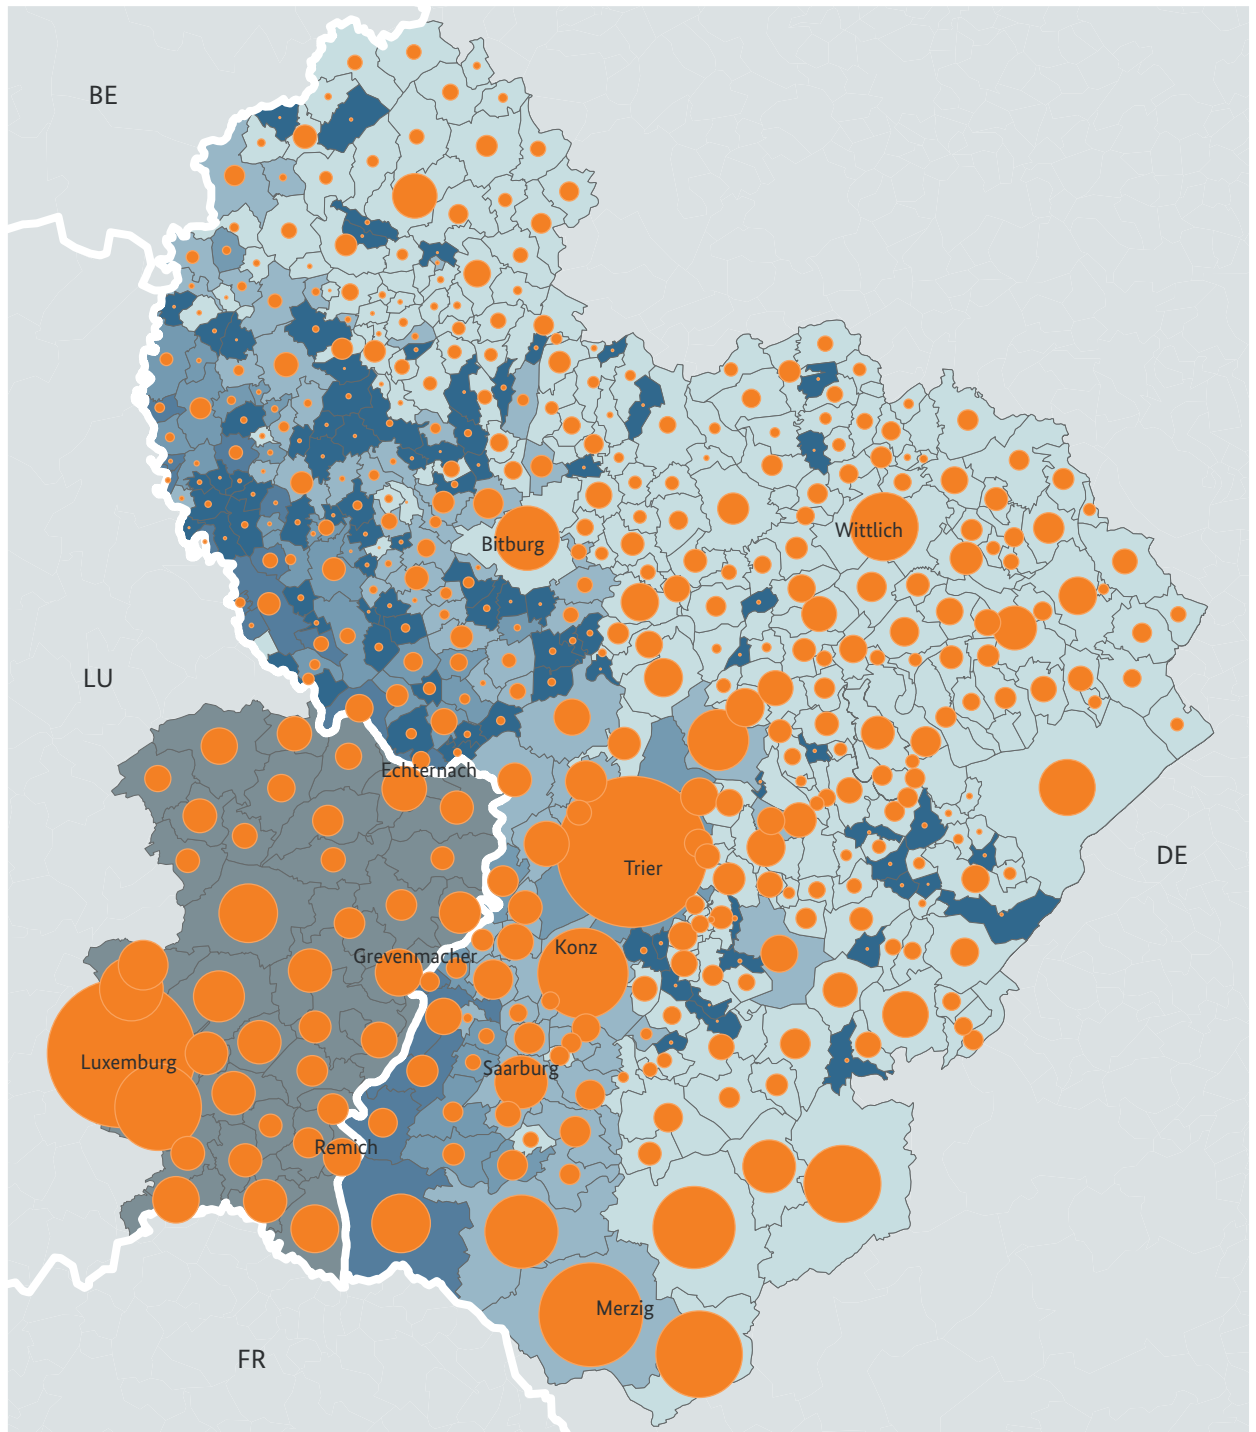 BE
Bitburg
Wittlich
LU
Echternach
DE
Trier
Konz
Grevenmacher
Luxemburg
Saarburg
Remich
Merzig
FR